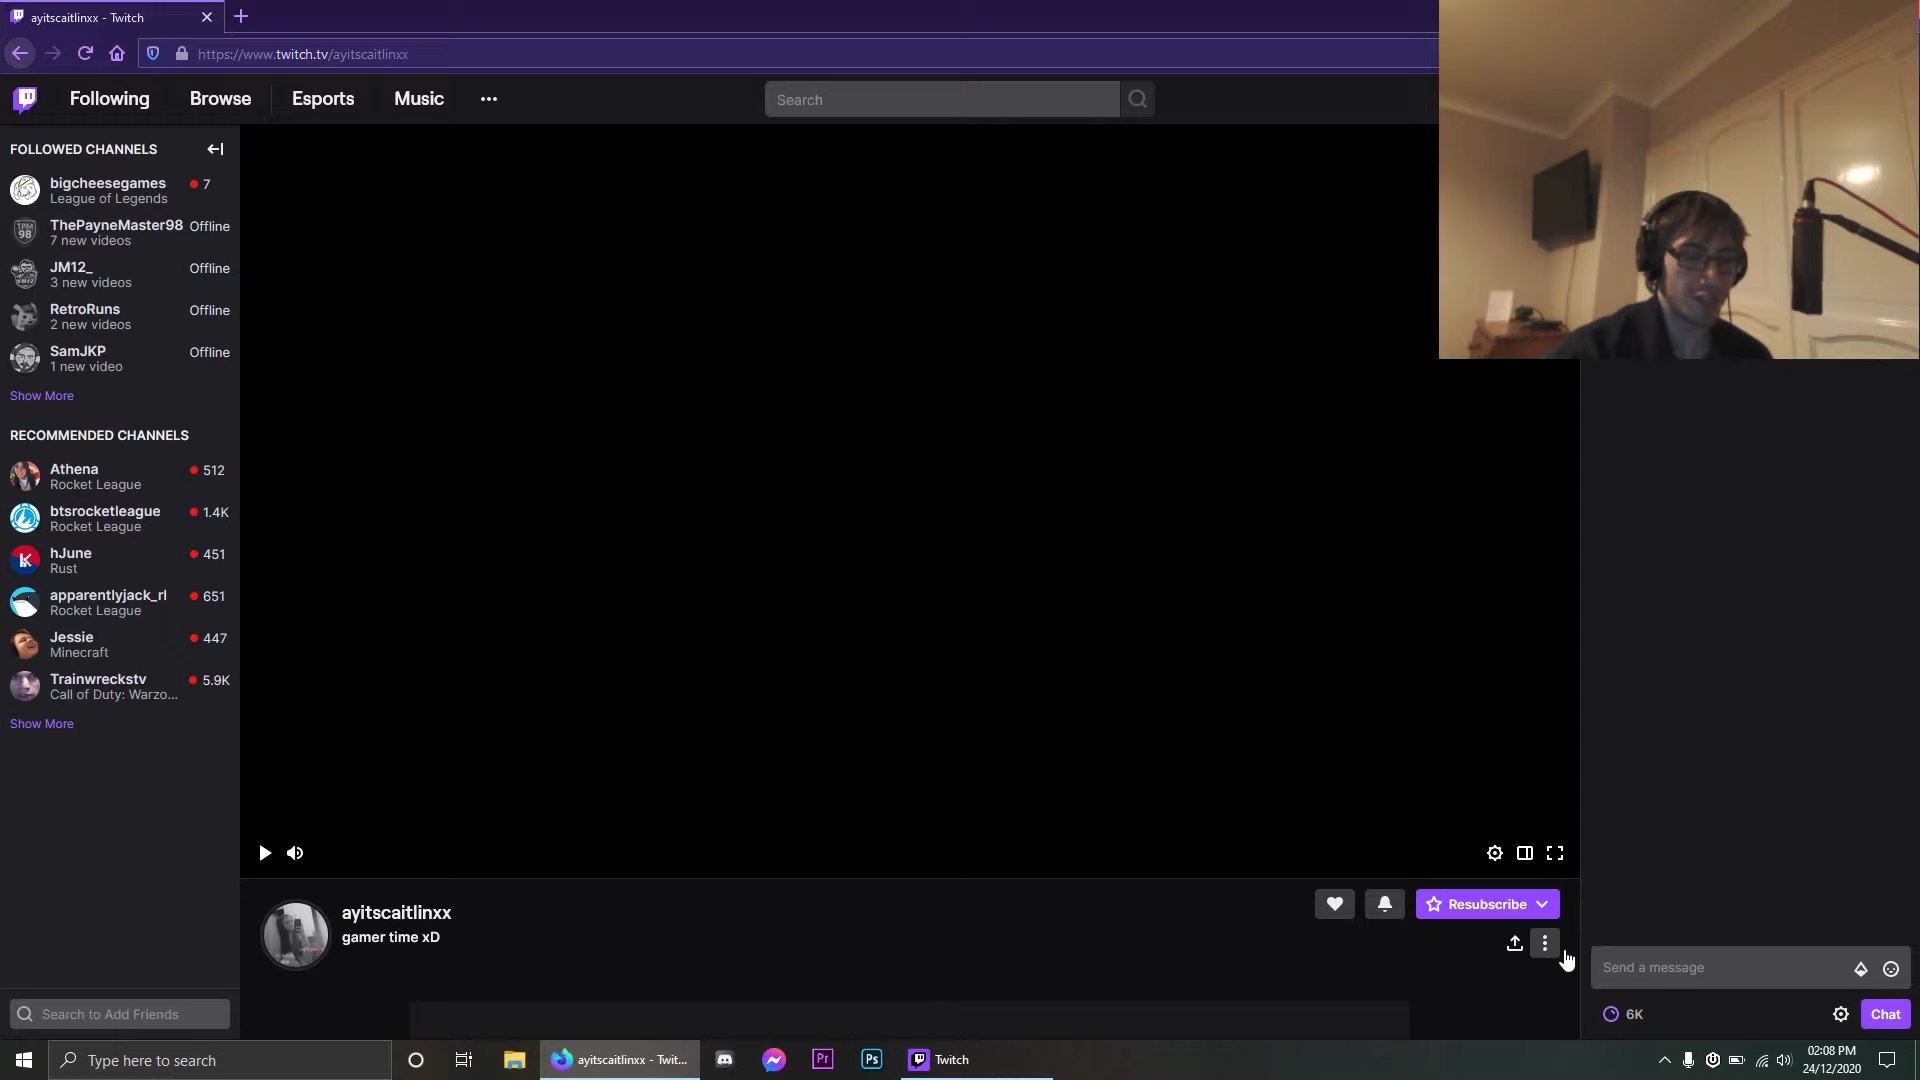 ayitscaitlinxx - Twitch
https://www.twitch.tv/ayitscaitlinxx
Following
Browse
Esports
Music
Search
FOLLOWED CHANNELS
bigcheesegames
7
League of Legends
ThePayneMaster98
Offline
7 new videos
JM12_
Offline
3 new videos
RetroRuns
Offline
2 new videos
SamJKP
Offline
1 new video
Show More
RECOMMENDED CHANNELS
Athena
512
Rocket League
btsrocketleague
1.4K
Rocket League
hJune
451
Rust
apparentlyjack_rl
651
Rocket League
Jessie
447
Minecraft
Trainwreckstv
5.9K
Call of Duty: Warzo...
Show More
Search to Add Friends
ayitscaitlinxx
gamer time xD
Resubscribe
Send a message
6K
Chat
Type here to search
ayitscaitlinxx - Twit...
Pr
Ps
Twitch
02:08 PM
24/12/2020